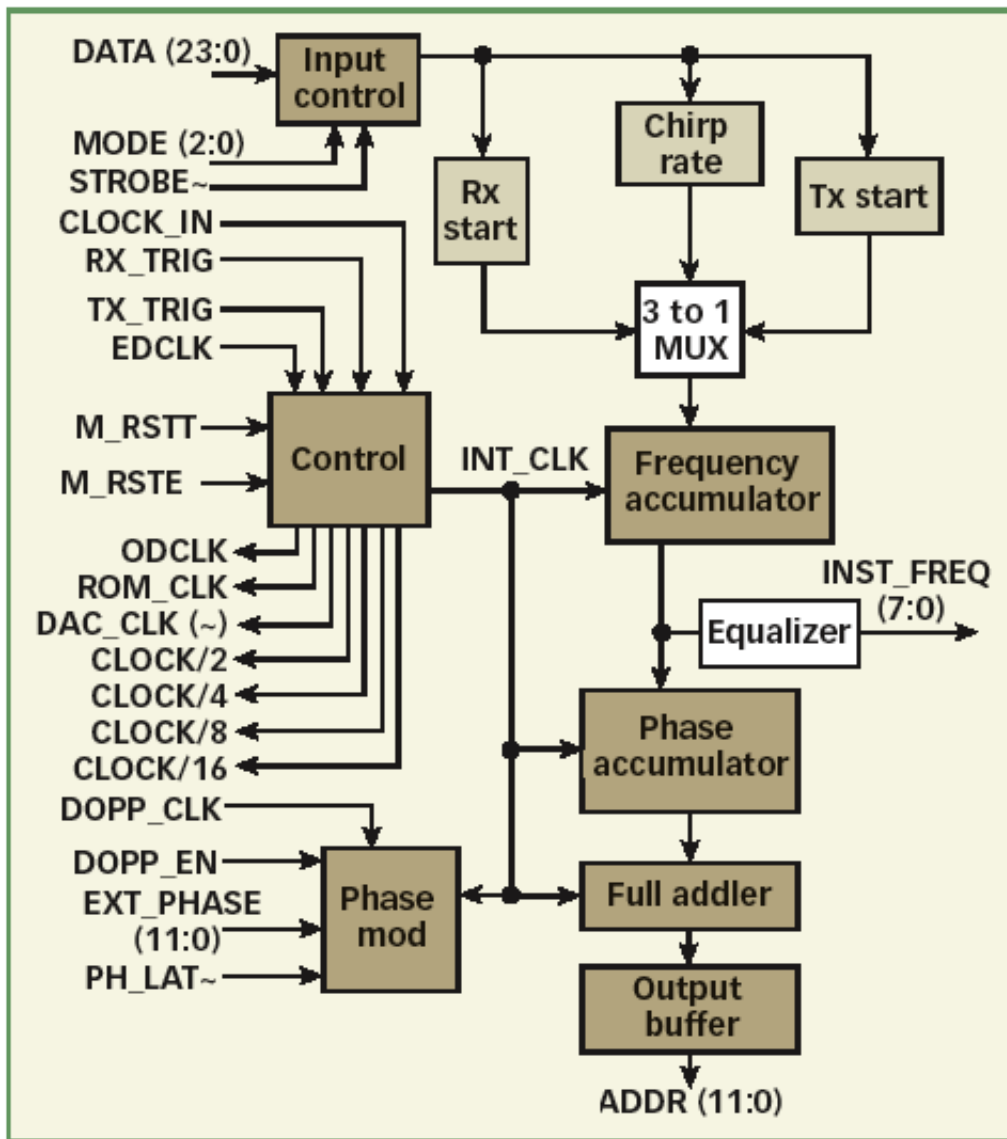 DATA (23:0)
Input
control
MODE (2:0)
STROBE~
Chirp
rate
Rx
start
Tx start
CLOCK_IN
RX_TRIG
TX_TRIG
EDCLK
3 to 1
MUX
M_RSTT
M_RSTE
Control
INT_CLK
Frequency
accumulator
ODCLK
ROM_CLK
DAC_CLK (~)
CLOCK/2
CLOCK/4
CLOCK/8
CLOCK/16
INST_FREQ
(7:0)
Equalizer
Phase
accumulator
DOPP_CLK
DOPP_EN
EXT_PHASE
(11:0)
PH_LAT~
Phase
mod
Full addler
Output
buffer
ADDR (11:0)